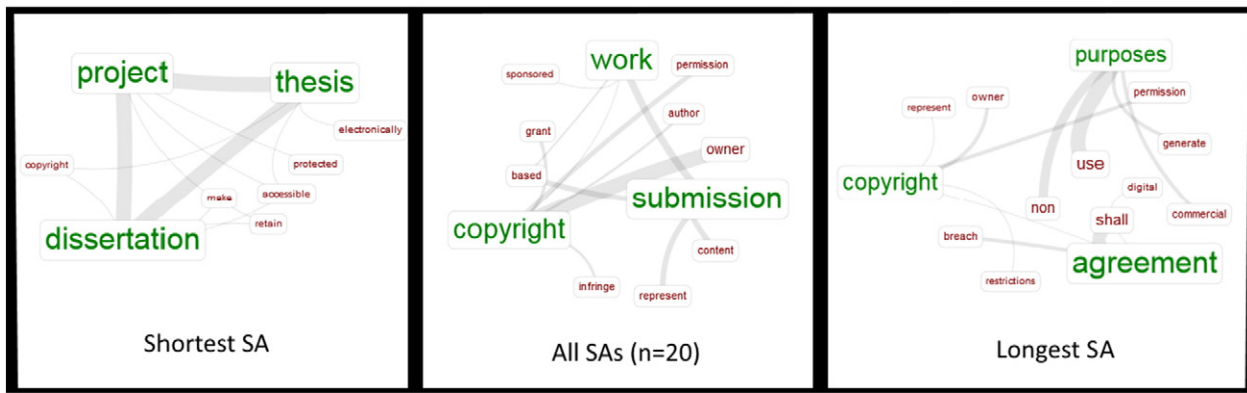 project
thesis
electronically
copyright
protected
make
accessible
retain
dissertation
Shortest SA
work
permission
sponsored
author
grant
owner
based
submission
copyright
content
infringe
represent
All SAs (n=20)
purposes
permission
owner
represent
generate
use
copyright
digital
non
shall
commercial
breach
agreement
restrictions
Longest SA